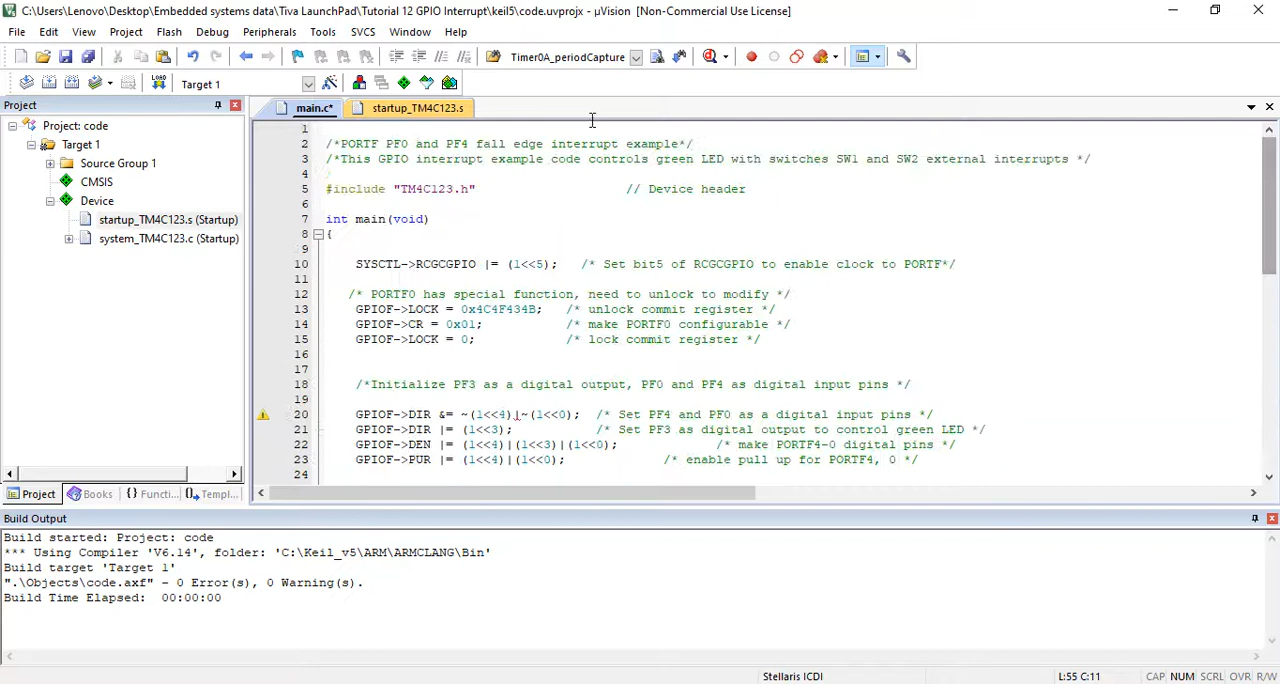 C:\Users\Lenovo\Desktop\Embedded systems data\Tiva LaunchPad\Tutorial 12 GPIO Interrupt\keil5\code.uvprojx - µVision [Non-Commercial Use License]
File Edit View Project Flash Debug Peripherals Tools SVCS Window Help
Timer0A_periodCapture
LOAD
Target 1
Project
main.c*
startup_TM4C123.s
Project: code
Target 1
Source Group 1
CMSIS
Device
startup_TM4C123.s (Startup)
system_TM4C123.c (Startup)
1
2 /*PORTF PF0 and PF4 fall edge interrupt example*/
3 /*This GPIO interrupt example code controls green LED with switches SW1 and SW2 external interrupts */
4
5 #include "TM4C123.h" // Device header
6
7 int main(void)
8 {
9
10 SYSCTL->RCGCGPIO |= (1<<5); /* Set bit5 of RCGCGPIO to enable clock to PORTF*/
11
12 /* PORTF0 has special function, need to unlock to modify */
13 GPIOF->LOCK = 0x4C4F434B; /* unlock commit register */
14 GPIOF->CR = 0x01; /* make PORTF0 configurable */
15 GPIOF->LOCK = 0; /* lock commit register */
16
17
18 /*Initialize PF3 as a digital output, PF0 and PF4 as digital input pins */
19
20 GPIOF->DIR &= ~(1<<4),~(1<<0); /* Set PF4 and PF0 as a digital input pins */
21 GPIOF->DIR |= (1<<3); /* Set PF3 as digital output to control green LED */
22 GPIOF->DEN |= (1<<4)|(1<<3)|(1<<0); /* make PORTF4-0 digital pins */
23 GPIOF->PUR |= (1<<4)|(1<<0); /* enable pull up for PORTF4, 0 */
24
Project Books {} Functi... Templ...
Build Output
Build started: Project: code
*** Using Compiler 'V6.14', folder: 'C:\Keil_v5\ARM\ARMCLANG\Bin'
Build target 'Target 1'
".\Objects\code.axf" - 0 Error(s), 0 Warning(s).
Build Time Elapsed: 00:00:00
Stellaris ICDI L:55 C:11 CAP NUM SCRL OVR R/W